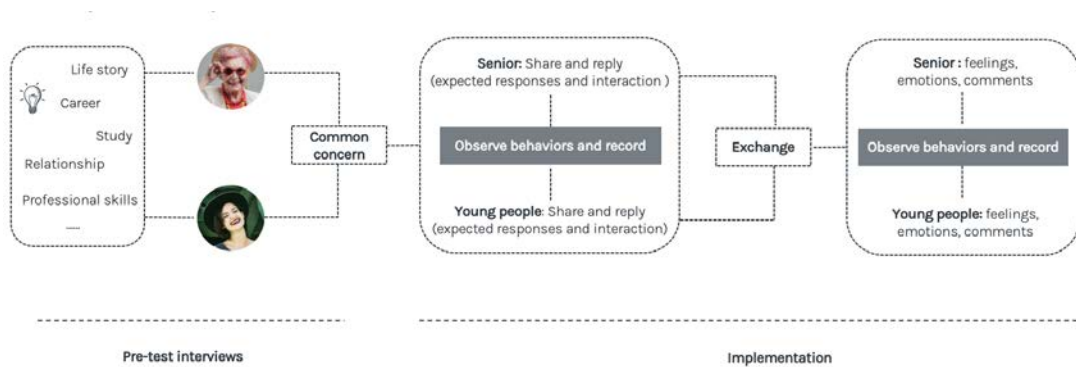 Life story
Career
Study
Relationship
Professional skills
.....
Common
concern
Senior: Share and reply
(expected responses and interaction )
Observe behaviors and record
Young people: Share and reply
(expected responses and interaction)
Exchange
Senior : feelings,
emotions, comments
Observe behaviors and record
Young people: feelings,
emotions, comments
Pre-test interviews
Implementation